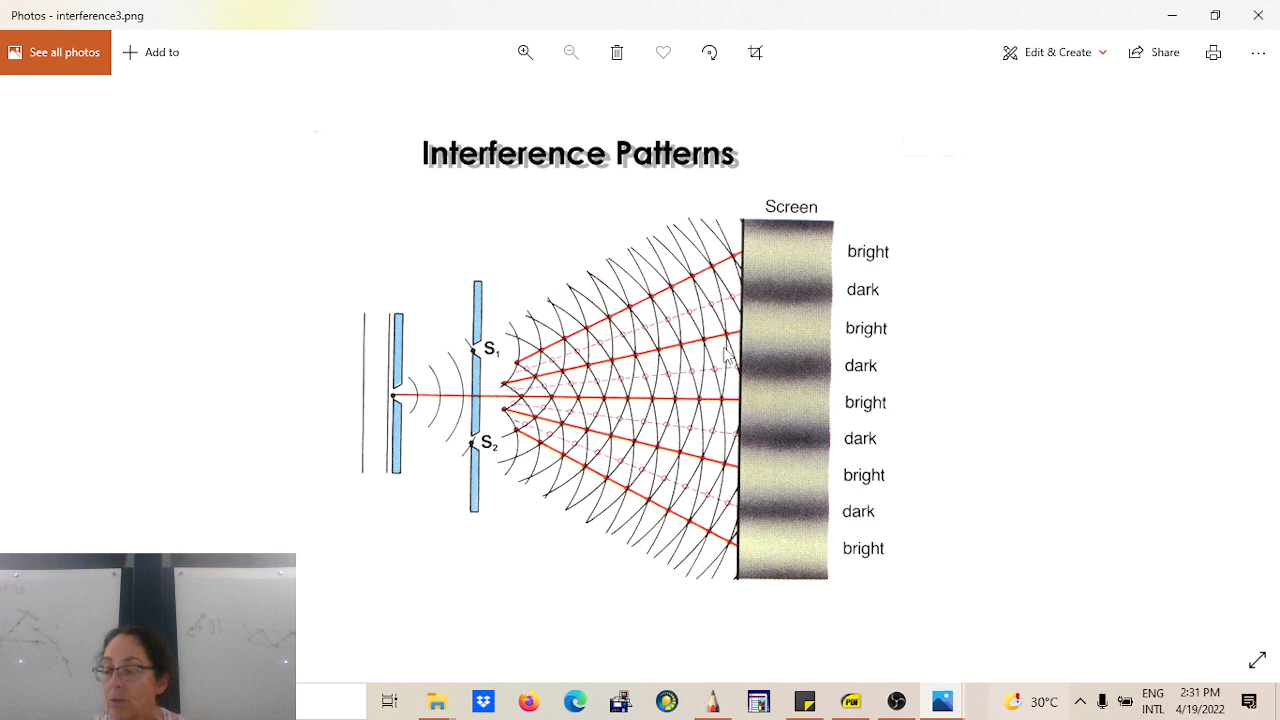 Photos - interference3.png
See all photos
Add to
Edit & Create
Share
Interference Patterns
Screen
bright
dark
bright
S1
dark
bright
dark
S2
bright
dark
bright
PDF
30°C
ENG
INTL
2:31 PM
4/19/2022